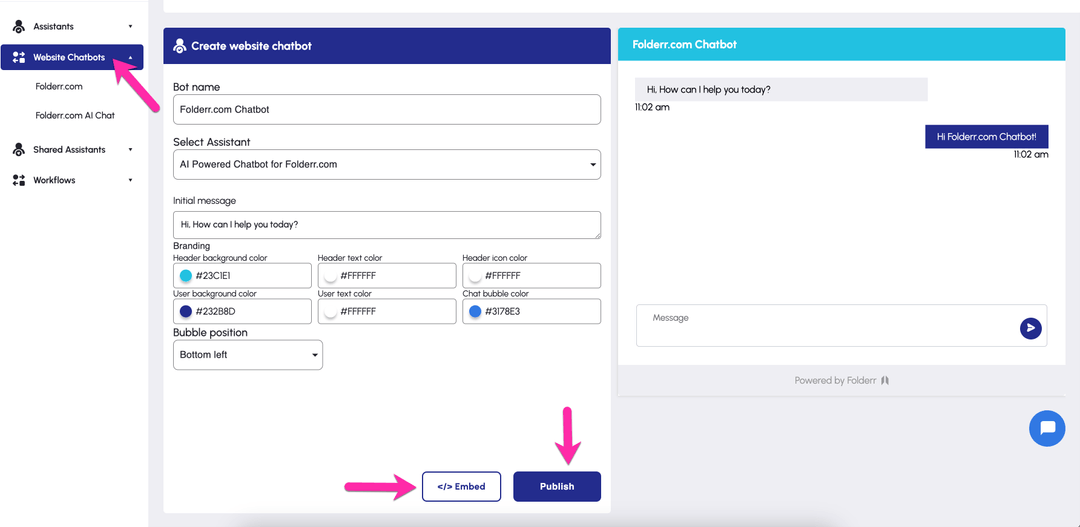 Assistants
Website Chatbots
Folderr.com
Folderr.com AI Chat
Shared Assistants
Workflows
Create website chatbot
Bot name
Folderr.com Chatbot
Select Assistant
AI Powered Chatbot for Folderr.com
Initial message
Hi, How can I help you today?
Branding
Header background color
Header text color
Header icon color
#23C1E1
#FFFFFF
#FFFFFF
User background color
User text color
Chat bubble color
#232B8D
#FFFFFF
#3178E3
Bubble position
Bottom left
</> Embed
Publish
Folderr.com Chatbot
Hi, How can I help you today?
11:02 am
Hi Folderr.com Chatbot!
11:02 am
Message
Powered by Folderr